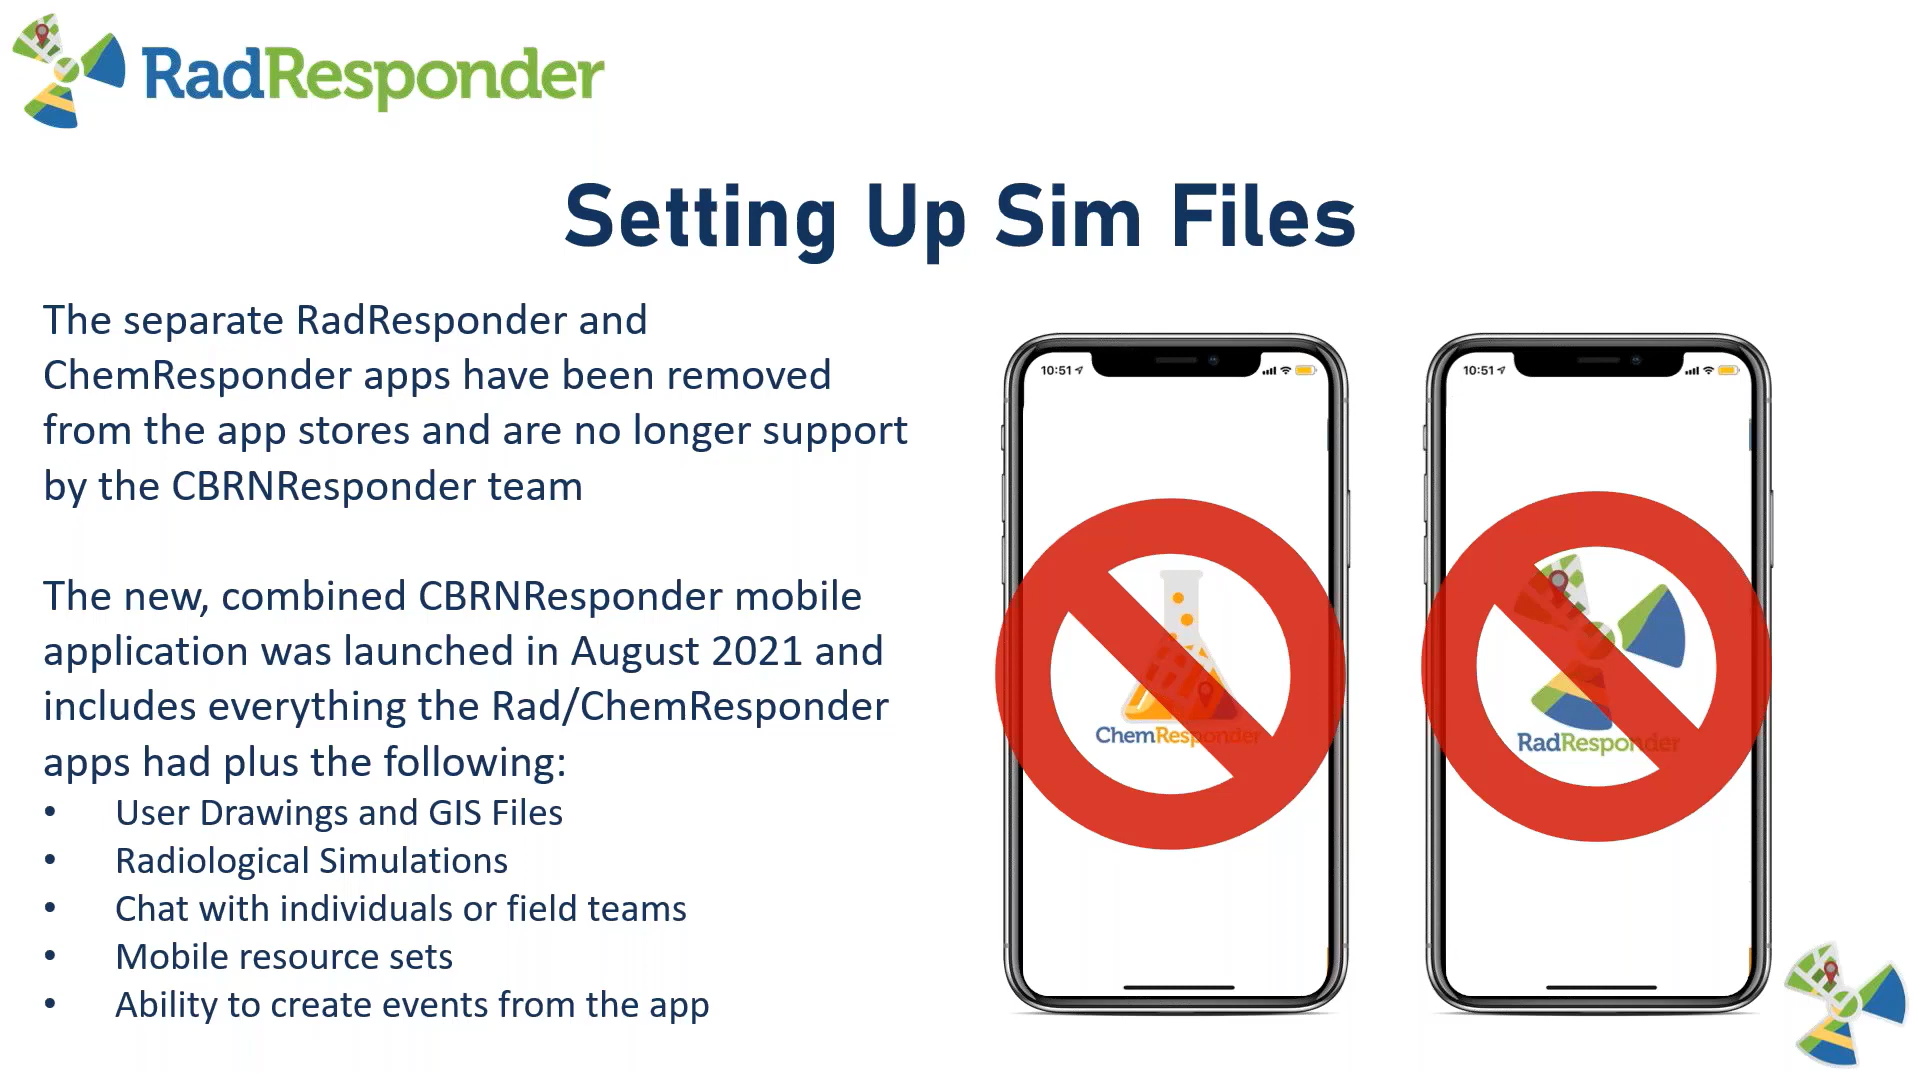 RadResponder
Setting Up Sim Files
The separate RadResponder and
ChemResponder apps have been removed
from the app stores and are no longer support
by the CBRNResponder team
The new, combined CBRNResponder mobile
application was launched in August 2021 and
includes everything the Rad/ChemResponder
apps had plus the following:
• User Drawings and GIS Files
• Radiological Simulations
• Chat with individuals or field teams
• Mobile resource sets
• Ability to create events from the app
10:51
ChemResponder
10:51
RadResponder